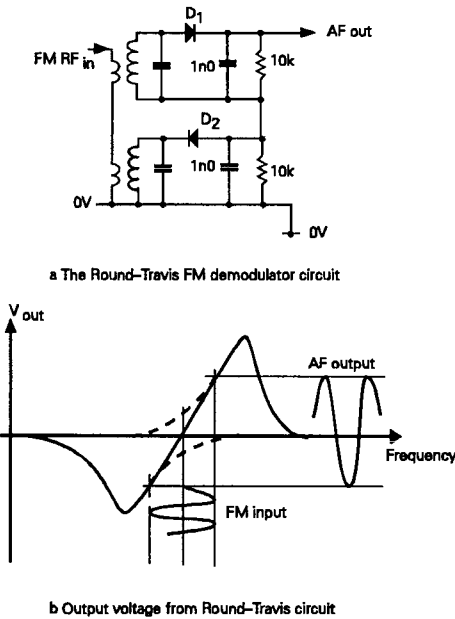 D1
AF out
FM RF in
1n0
10k
D2
1n0
10k
0V
0V
a The Round–Travis FM demodulator circuit
V out
AF output
Frequency
FM input
b Output voltage from Round–Travis circuit